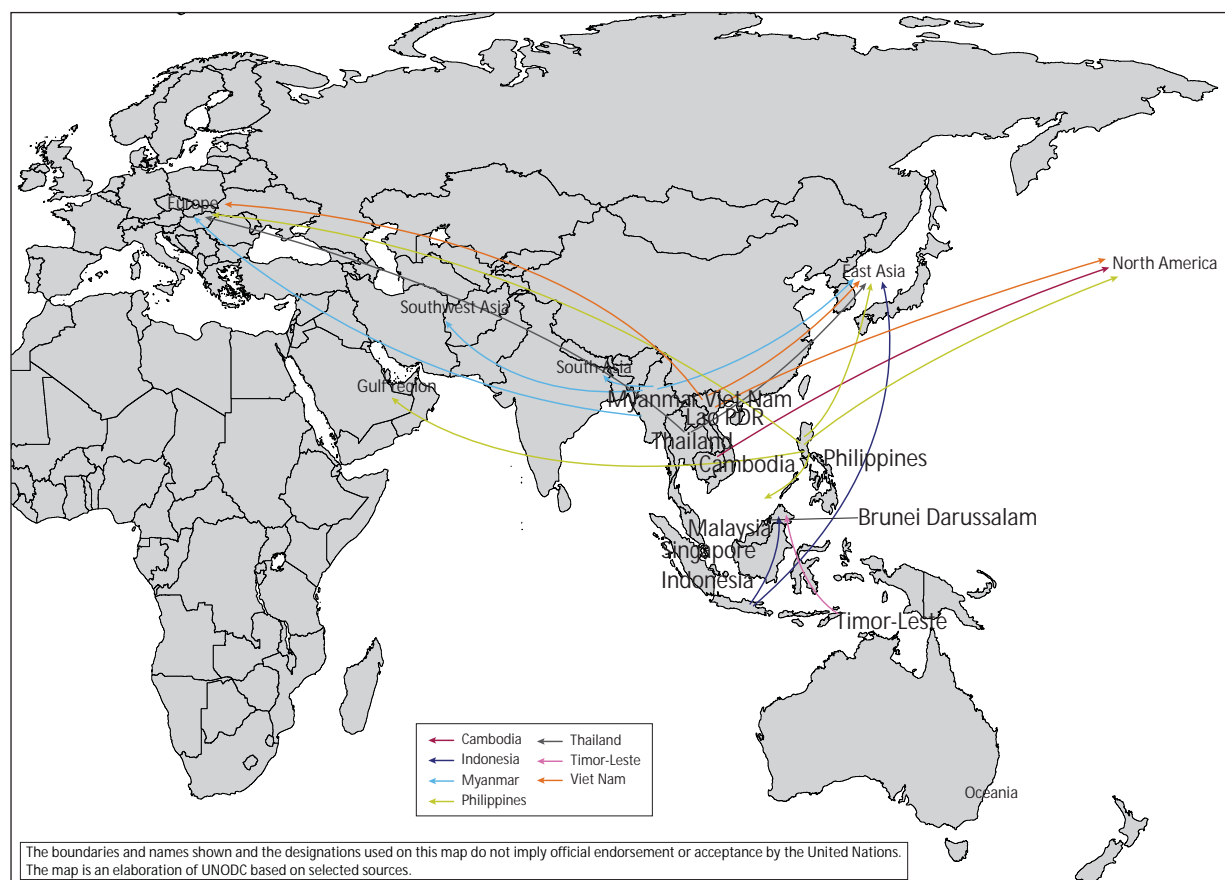 Europe
East Asia
North America
Southwest Asia
South Asia
Gulf region
Myanmar Viet Nam
Lao PDR
Thailand
Cambodia
Philippines
Malaysia
Brunei Darussalam
Singapore
Indonesia
Timor-Leste
Cambodia
Thailand
Indonesia
Timor-Leste
Myanmar
Viet Nam
Philippines
Oceania
The boundaries and names shown and the designations used on this map do not imply official endorsement or acceptance by the United Nations.
The map is an elaboration of UNODC based on selected sources.